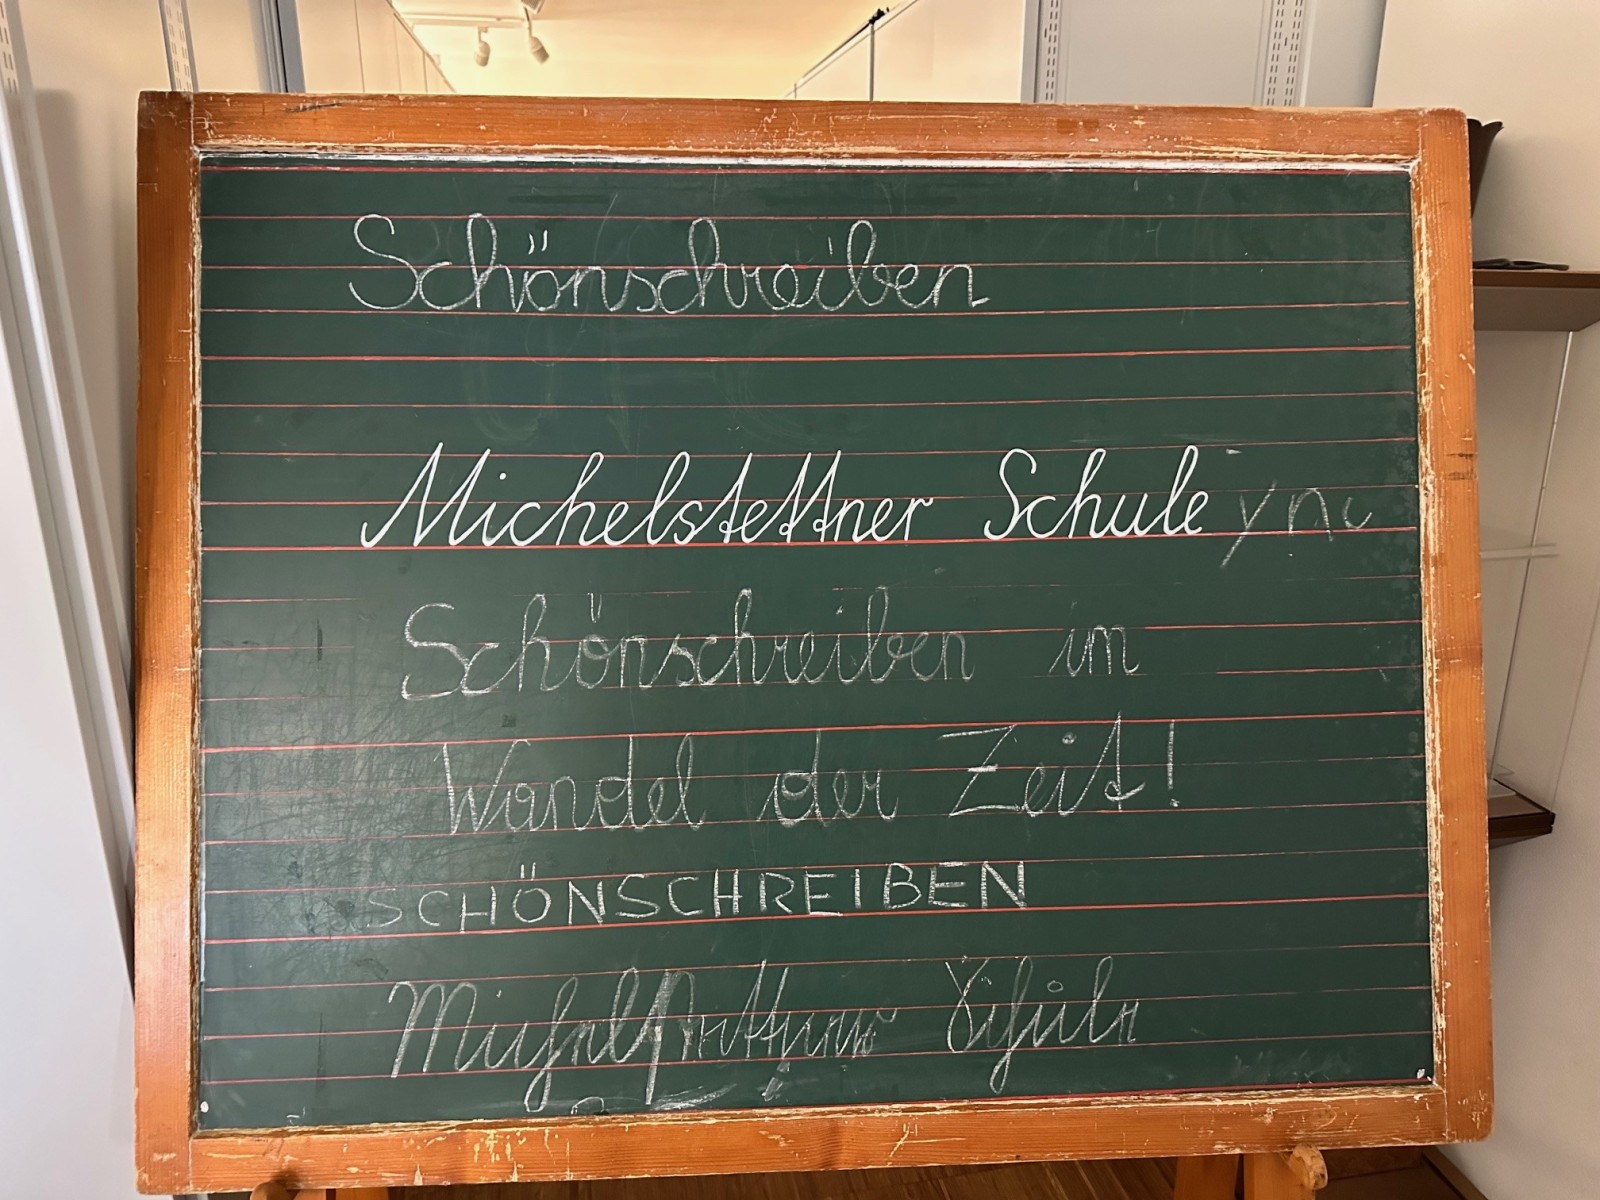 Schönschreiben
Michelstettner Schule
Schönschreiben im
Wandel der Zeit!
SCHÖNSCHREIBEN
Michelstettner Schule